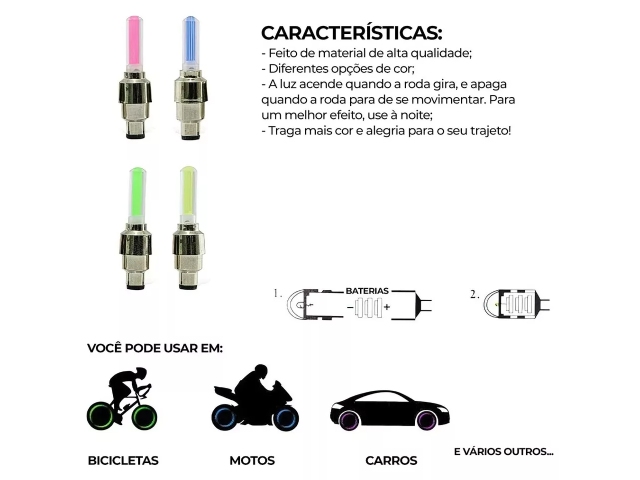 CARACTERÍSTICAS:
- Feito de material de alta qualidade;
- Diferentes opções de cor;
- A luz acende quando a roda gira, e apaga
quando a roda para de se movimentar. Para
um melhor efeito, use à noite;
- Traga mais cor e alegria para o seu trajeto!
1.
BATERIAS
- +
2.
VOCÊ PODE USAR EM:
BICICLETAS
MOTOS
CARROS
E VÁRIOS OUTROS...